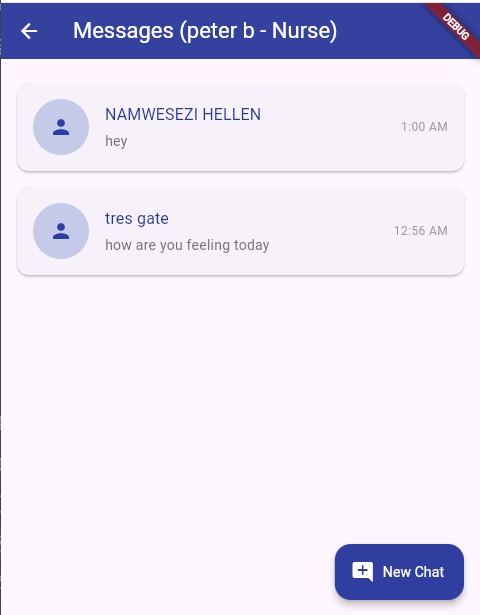 Messages (peter b - Nurse)
DEBUG
NAMWESEZI HELLEN
1:00 AM
hey
tres gate
12:56 AM
how are you feeling today
New Chat